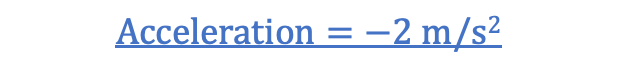 Acceleration = −2 m/s²